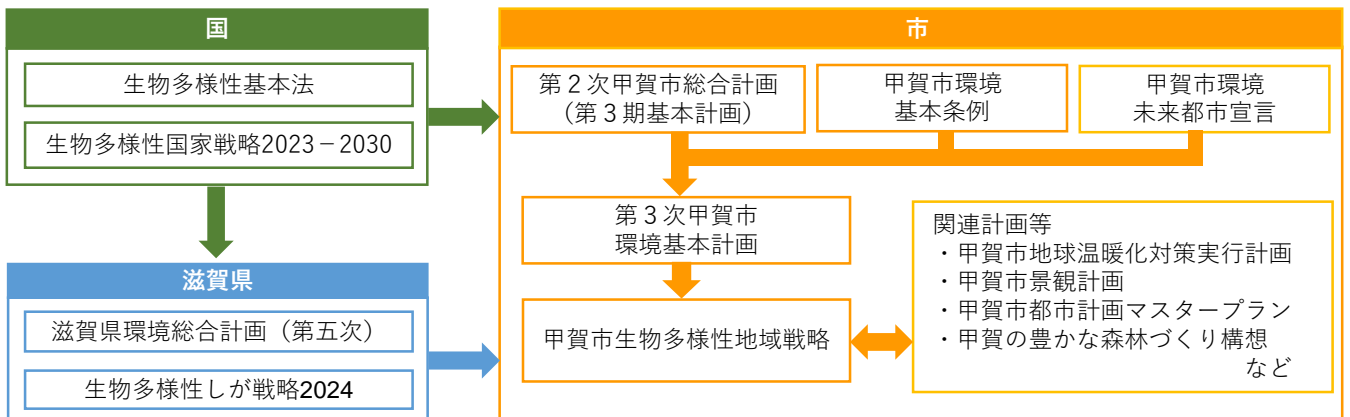 国
生物多様性基本法
生物多様性国家戦略2023－2030
滋賀県
滋賀県環境総合計画（第五次）
生物多様性しが戦略2024
市
第２次甲賀市総合計画
（第３期基本計画）
甲賀市環境
基本条例
甲賀市環境
未来都市宣言
第３次甲賀市
環境基本計画
甲賀市生物多様性地域戦略
関連計画等
・甲賀市地球温暖化対策実行計画
・甲賀市景観計画
・甲賀市都市計画マスタープラン
・甲賀の豊かな森林づくり構想
など